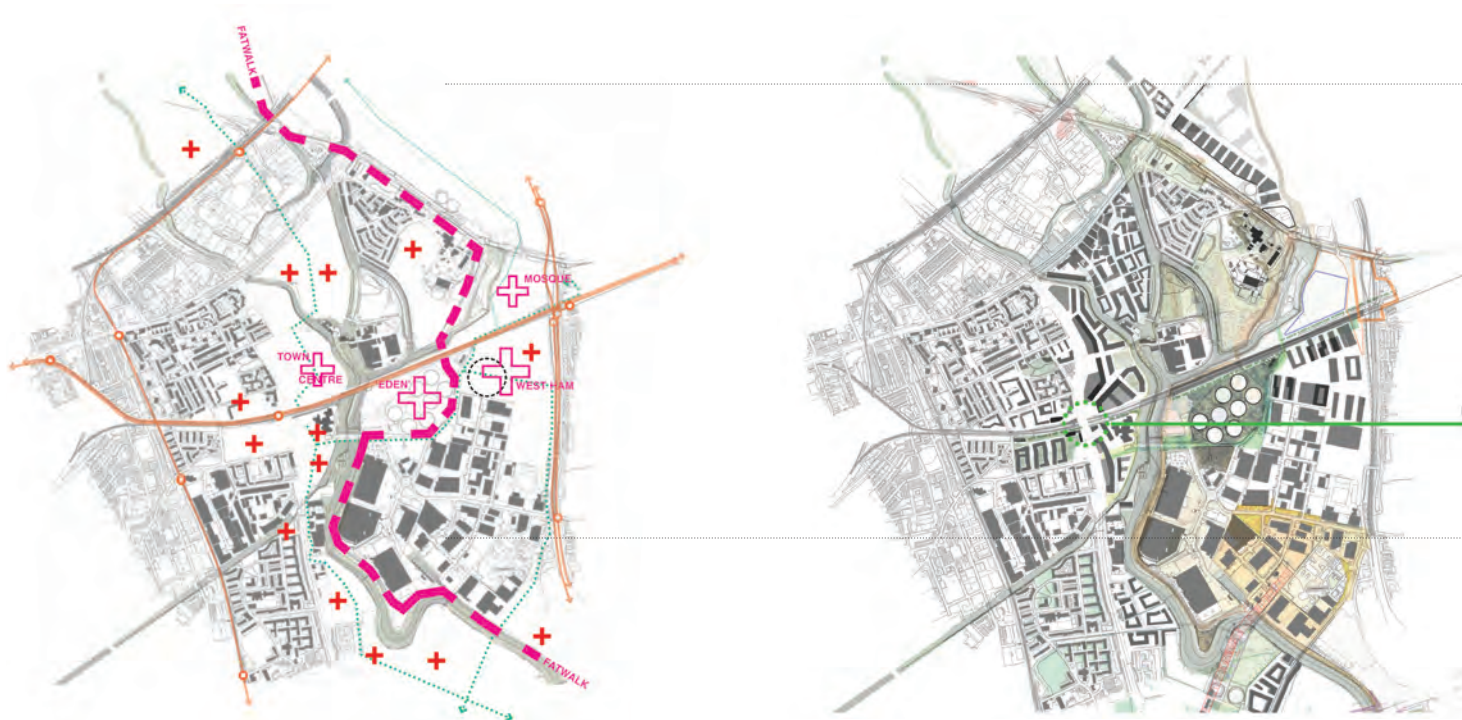 FATWALK
MOSQUE
TOWN
CENTRE
'EDEN'
WEST HAM
FATWALK